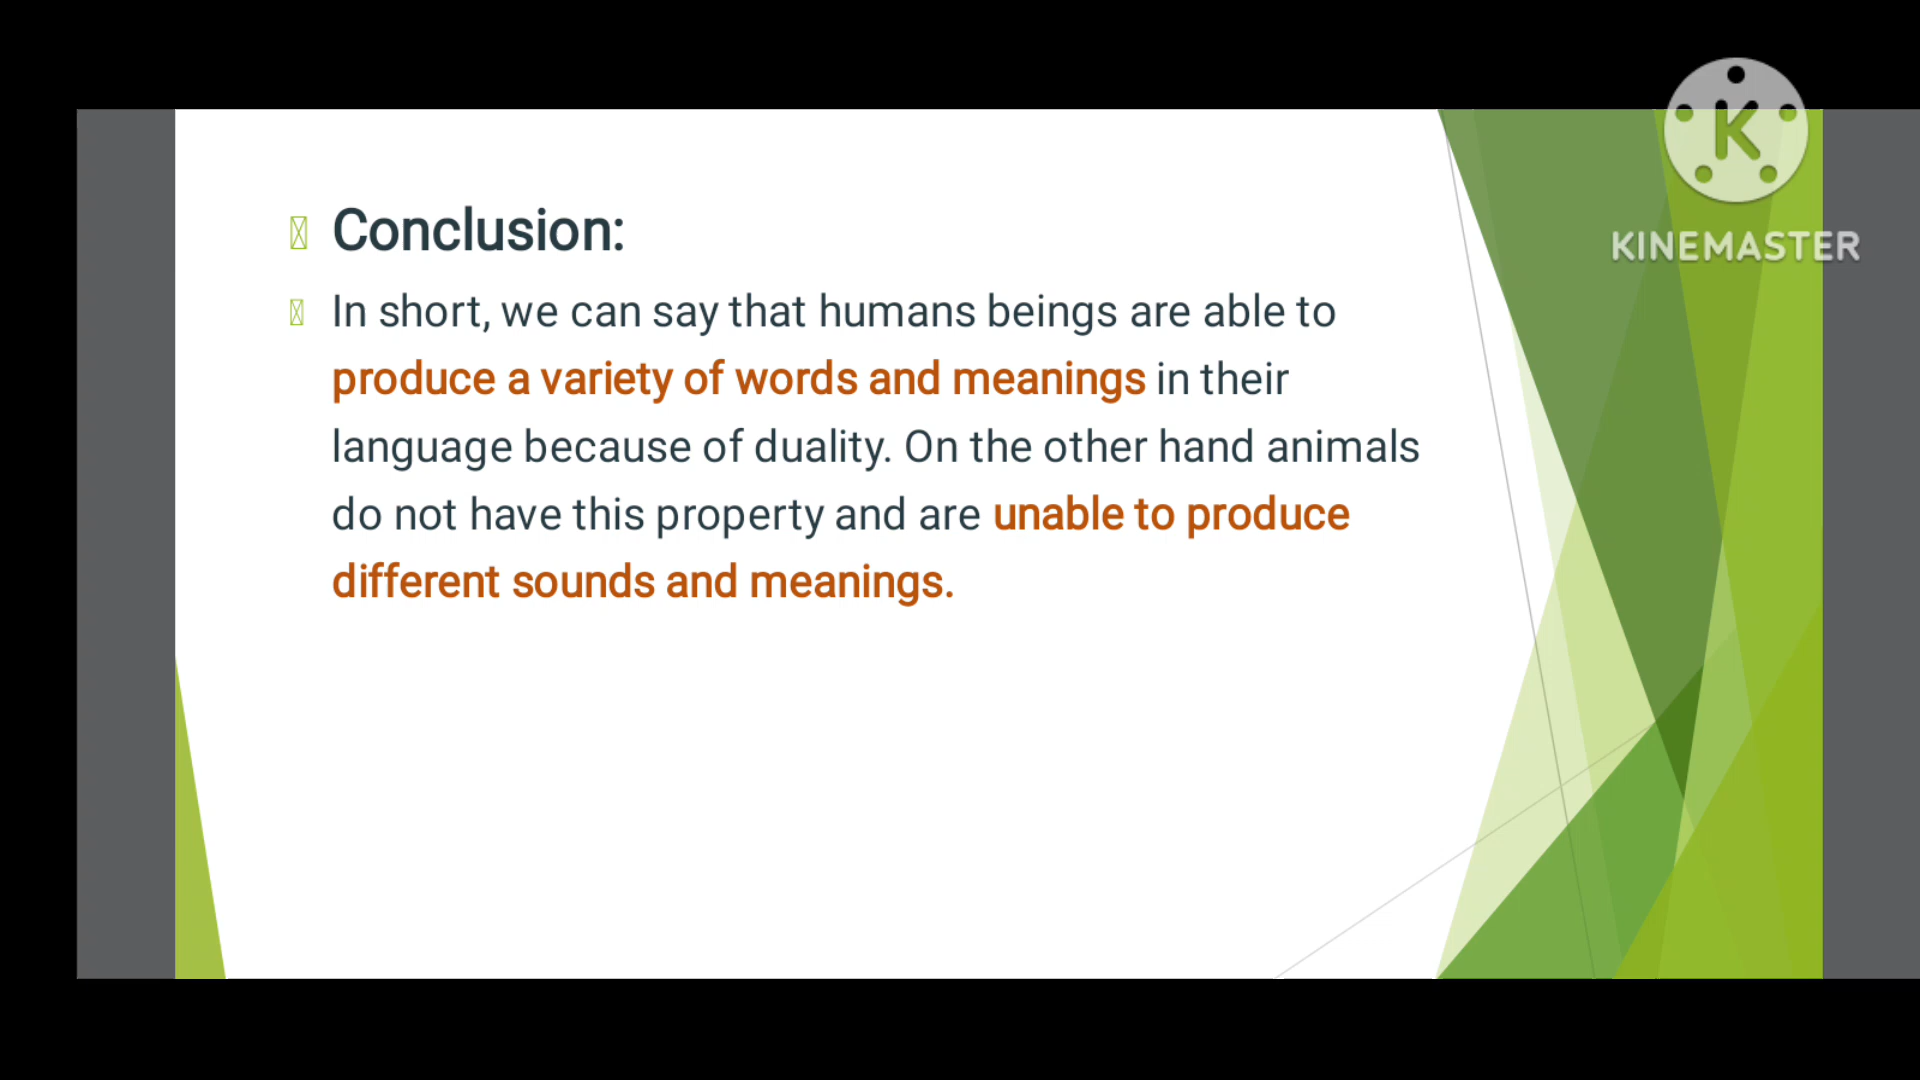 Conclusion:
In short, we can say that humans beings are able to
produce a variety of words and meanings in their
language because of duality. On the other hand animals
do not have this property and are unable to produce
different sounds and meanings.
K
KINEMASTER